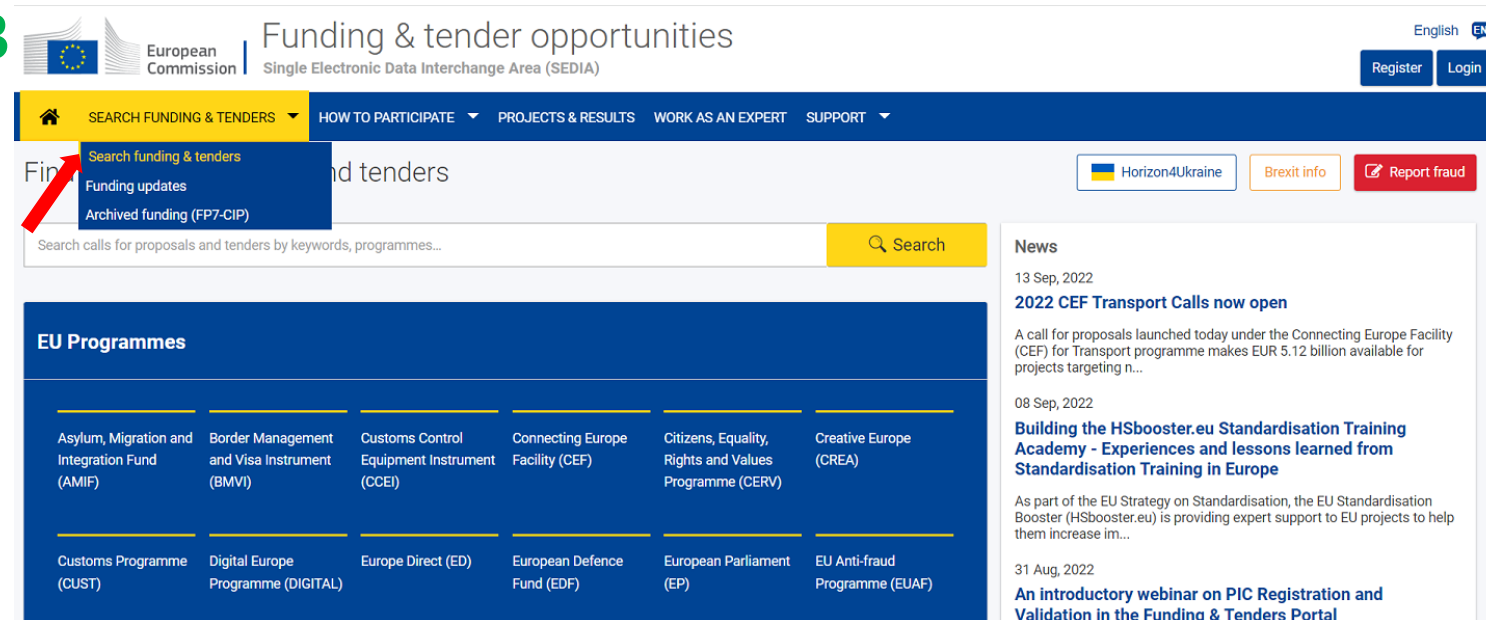 3
Funding & tender opportunities
European
Commission
Single Electronic Data Interchange Area (SEDIA)
English EN
Register Login
SEARCH FUNDING & TENDERS HOW TO PARTICIPATE PROJECTS & RESULTS WORK AS AN EXPERT SUPPORT
Search funding & tenders
Funding updates
Archived funding (FP7-CIP)
tenders
Horizon4Ukraine Brexit info Report fraud
Search calls for proposals and tenders by keywords, programmes...
Search
EU Programmes
Asylum, Migration and
Integration Fund
(AMIF)
Border Management
and Visa Instrument
(BMVI)
Customs Control
Equipment Instrument
(CCEI)
Connecting Europe
Facility (CEF)
Citizens, Equality,
Rights and Values
Programme (CERV)
Creative Europe
(CREA)
Customs Programme
(CUST)
Digital Europe
Programme (DIGITAL)
Europe Direct (ED)
European Defence
Fund (EDF)
European Parliament
(EP)
EU Anti-fraud
Programme (EUAF)
News
13 Sep, 2022
2022 CEF Transport Calls now open
A call for proposals launched today under the Connecting Europe Facility
(CEF) for Transport programme makes EUR 5.12 billion available for
projects targeting n...
08 Sep, 2022
Building the HSbooster.eu Standardisation Training
Academy - Experiences and lessons learned from
Standardisation Training in Europe
As part of the EU Strategy on Standardisation, the EU Standardisation
Booster (HSbooster.eu) is providing expert support to EU projects to help
them increase im...
31 Aug, 2022
An introductory webinar on PIC Registration and
Validation in the Funding & Tenders Portal